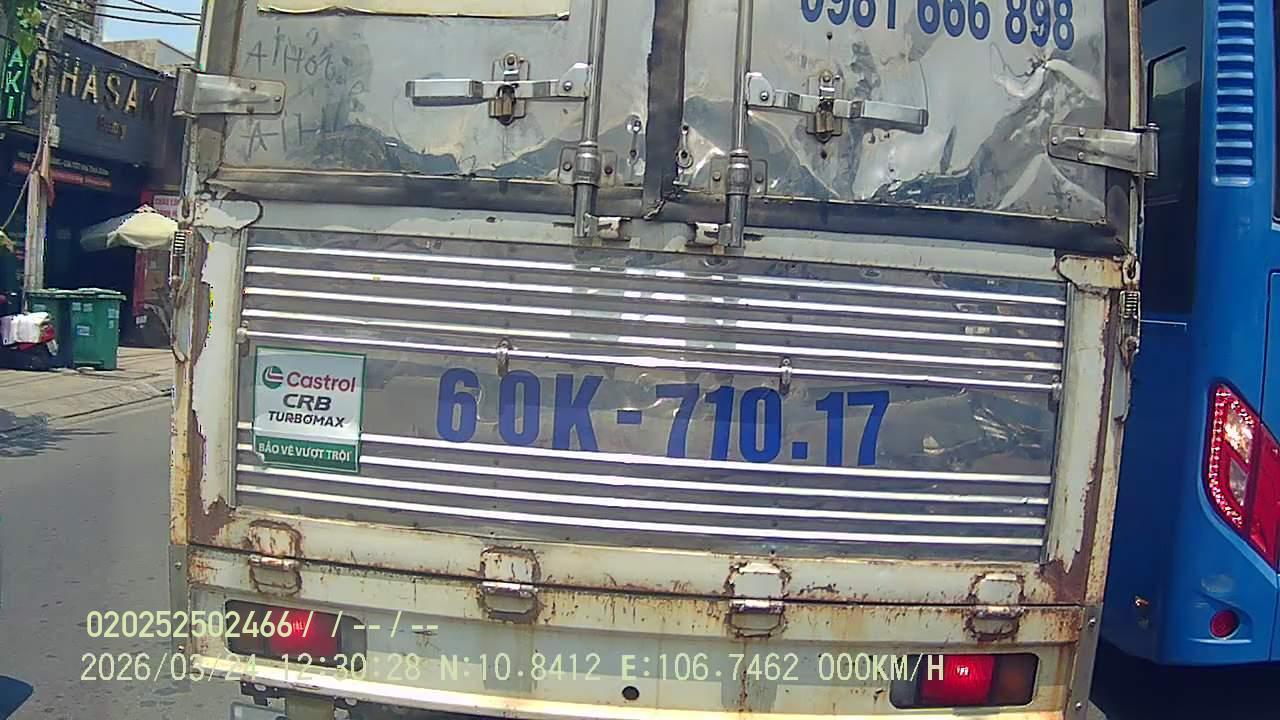 0981 666 898
HASAK
AKI
Castrol
CRB
TURBOMAX
BẢO VỆ VƯỢT TRỘI
60K-710.17
020252502466/ / --/--
2026/03/24 12:30:28 N:10.8412 E:106.7462 000KM/H